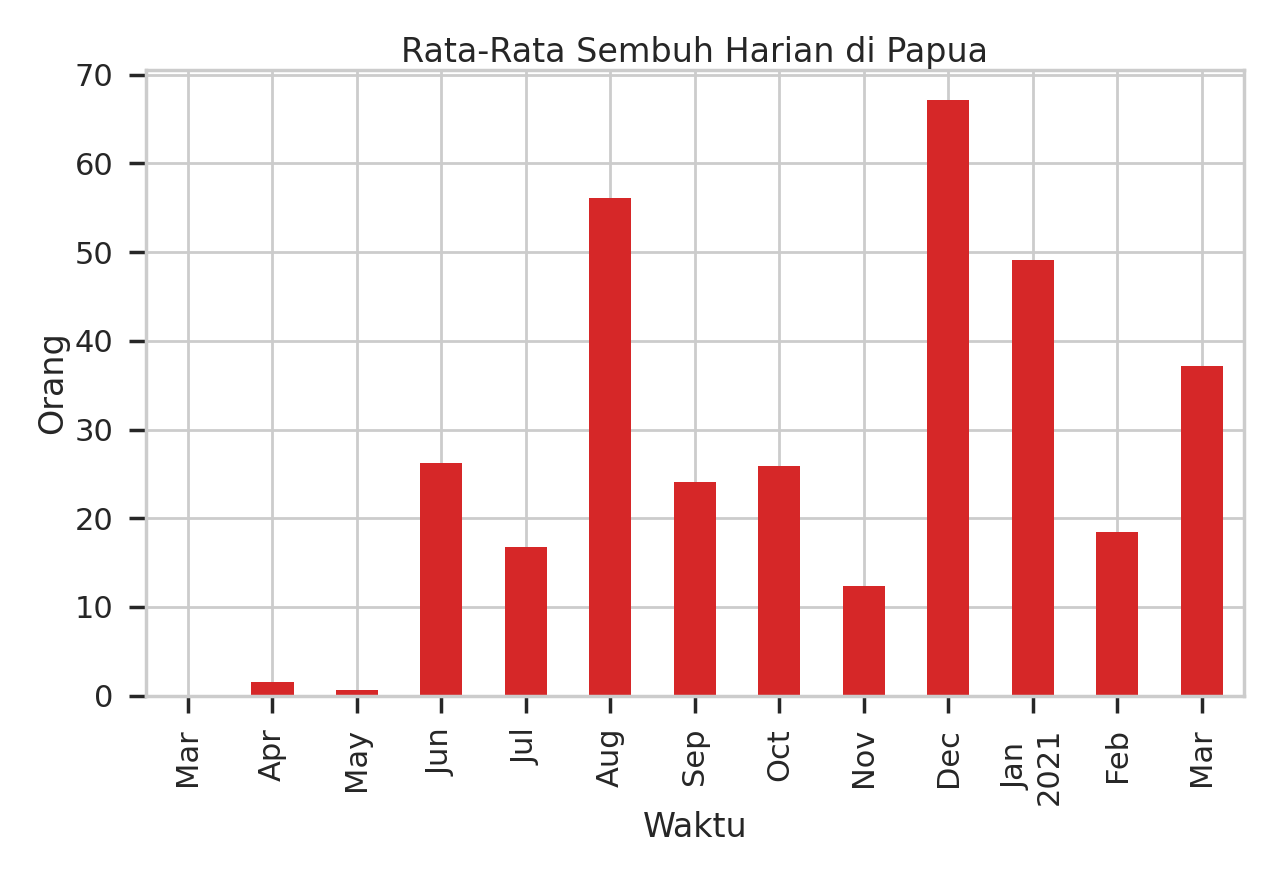 Rata-Rata Sembuh Harian di Papua
70
60
50
40
30
20
10
0
Orang
Mar
Apr
May
Jun
Jul
Aug
Sep
Oct
Nov
Dec
Jan
2021
Feb
Mar
Waktu